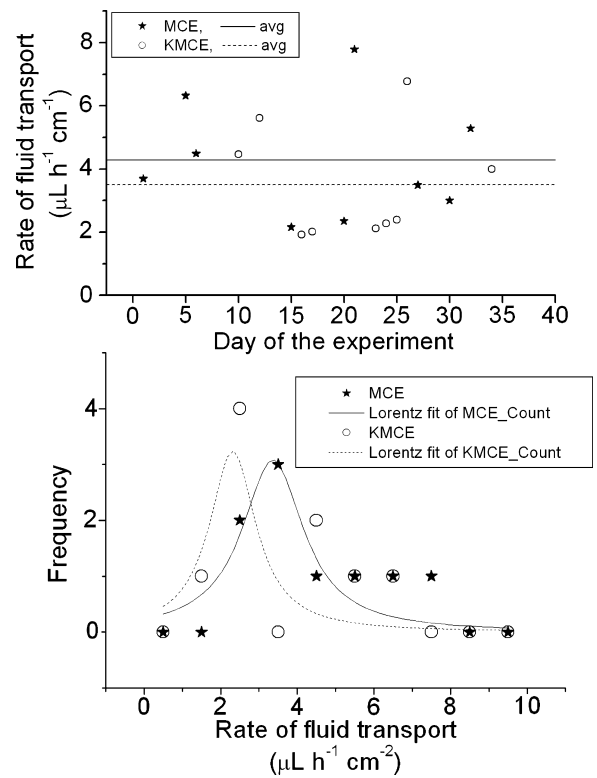 MCE, avg
KMCE, avg
8
6
4
2
0
Rate of fluid transport
(μL h⁻¹ cm⁻¹)
0 5 10 15 20 25 30 35 40
Day of the experiment
MCE
Lorentz fit of MCE_Count
KMCE
Lorentz fit of KMCE_Count
4
2
0
Frequency
0 2 4 6 8 10
Rate of fluid transport
(μL h⁻¹ cm⁻²)